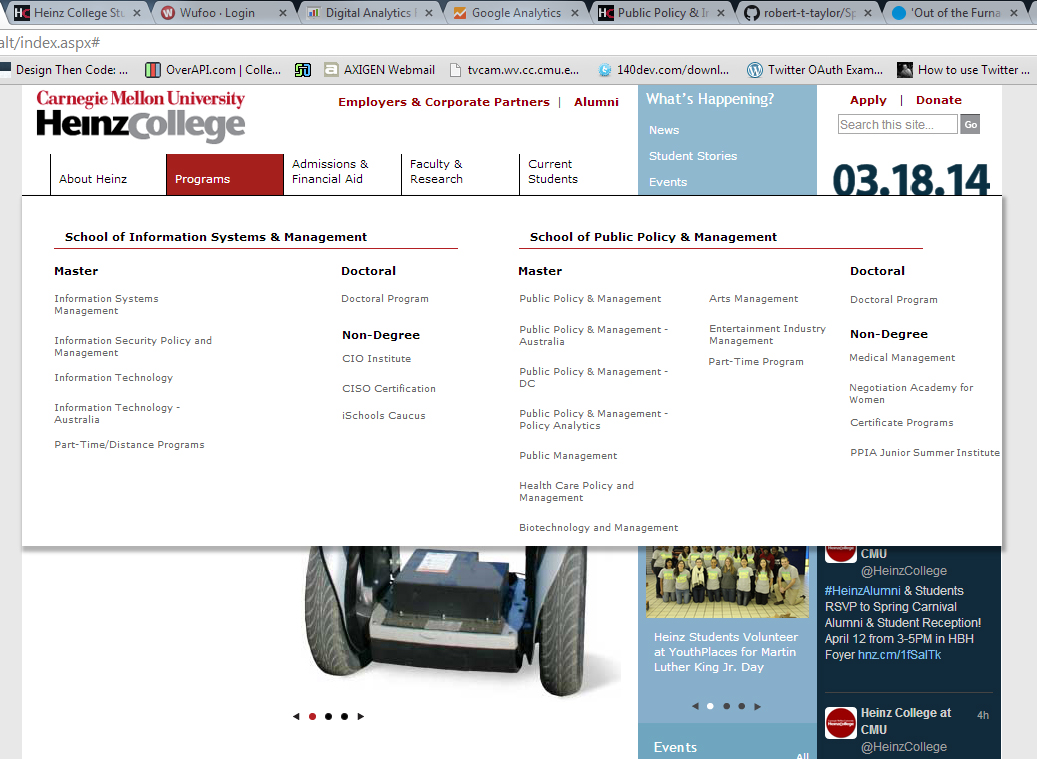 Heinz College Stu
Wufoo · Login
Digital Analytics
Google Analytics
Public Policy & In
robert-t-taylor/Sp
'Out of the Furna
alt/index.aspx#
Design Then Code: ...
OverAPI.com | Colle...
AXIGEN Webmail
tvcam.wv.cc.cmu.e...
140dev.com/downl...
Twitter OAuth Exam...
How to use Twitter ...
Carnegie Mellon University
HeinzCollege
Employers & Corporate Partners | Alumni
What's Happening?
News
Student Stories
Events
Apply | Donate
Search this site...
Go
03.18.14
About Heinz
Programs
Admissions &
Financial Aid
Faculty &
Research
Current
Students
School of Information Systems & Management
Master
Information Systems
Management
Information Security Policy and
Management
Information Technology
Information Technology -
Australia
Part-Time/Distance Programs
Doctoral
Doctoral Program
Non-Degree
CIO Institute
CISO Certification
iSchools Caucus
School of Public Policy & Management
Master
Public Policy & Management
Public Policy & Management -
Australia
Public Policy & Management -
DC
Public Policy & Management -
Policy Analytics
Public Management
Health Care Policy and
Management
Biotechnology and Management
Arts Management
Entertainment Industry
Management
Part-Time Program
Doctoral
Doctoral Program
Non-Degree
Medical Management
Negotiation Academy for
Women
Certificate Programs
PPIA Junior Summer Institute
Heinz Students Volunteer
at YouthPlaces for Martin
Luther King Jr. Day
Events
All
CMU
@HeinzCollege
#HeinzAlumni & Students
RSVP to Spring Carnival
Alumni & Student Reception!
April 12 from 3-5PM in HBH
Foyer hnz.cm/1fSalTk
Heinz College at
CMU
4h
@HeinzCollege